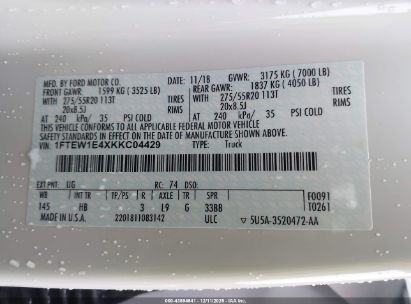 MFD. BY FORD MOTOR CO.
DATE: 11/18 GVWR: 3175 KG (7000 LB)
FRONT GAWR: 1599 KG (3525 LB)
REAR GAWR: 1837 KG (4050 LB)
WITH 275/55R20 113T TIRES
WITH 275/55R20 113T TIRES
20x8.5J RIMS
20x8.5J RIMS
AT 240 kPa/ 35 PSI COLD
AT 240 kPa/ 35 PSI COLD
THIS VEHICLE CONFORMS TO ALL APPLICABLE FEDERAL MOTOR VEHICLE
SAFETY STANDARDS IN EFFECT ON THE DATE OF MANUFACTURE SHOWN ABOVE.
VIN: 1FTEW1E4XKKC04429 TYPE: Truck
EXT PNT: UG RC: 74 DSO:
WB INT TR TP/PS R AXLE TR
F0091
145 HB 3 L9 G 33BB
T0261
MADE IN U.S.A. 2201811083142 ULC 5U5A-3520472-AA